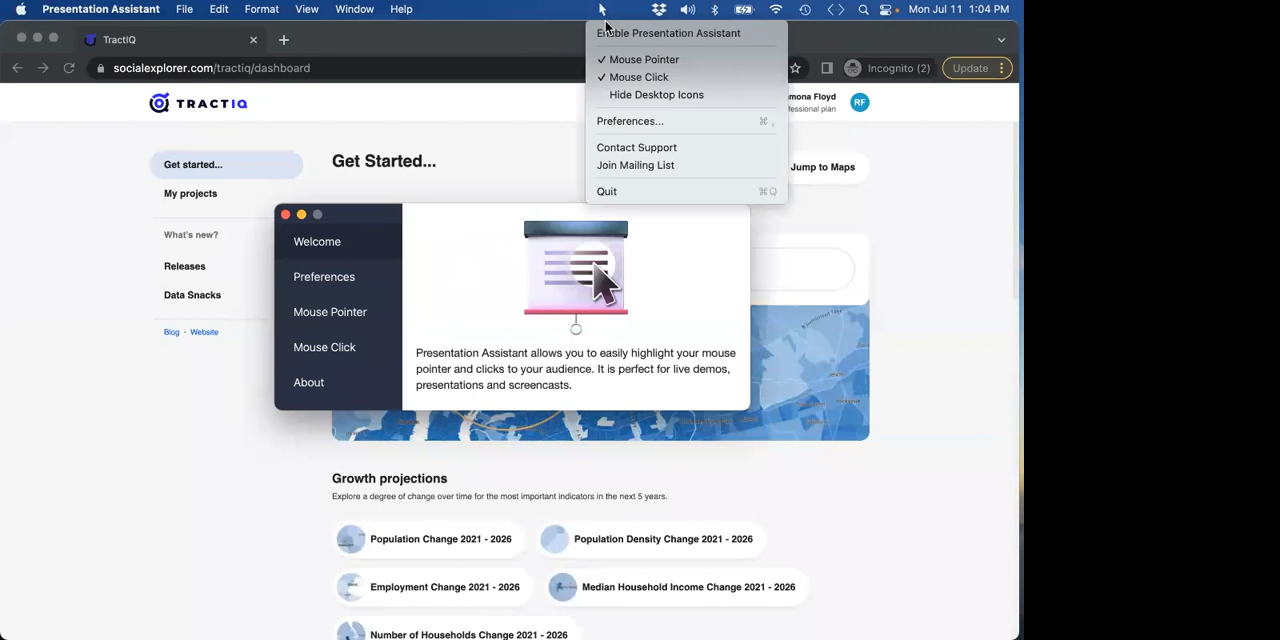 Presentation Assistant File Edit Format View Window Help Mon Jul 11 1:04 PM
Enable Presentation Assistant
✓ Mouse Pointer
✓ Mouse Click
Hide Desktop Icons
Preferences... ⌘ ,
Contact Support
Join Mailing List
Quit ⌘ Q
TractIQ
socialexplorer.com/tractiq/dashboard
Incognito (2)
Update
TRACTIQ
mona Floyd
fessional plan
RF
Get started...
My projects
What's new?
Releases
Data Snacks
Blog · Website
Get Started...
Jump to Maps
Welcome
Preferences
Mouse Pointer
Mouse Click
About
Presentation Assistant allows you to easily highlight your mouse
pointer and clicks to your audience. It is perfect for live demos,
presentations and screencasts.
Growth projections
Explore a degree of change over time for the most important indicators in the next 5 years.
Population Change 2021 - 2026
Population Density Change 2021 - 2026
Employment Change 2021 - 2026
Median Household Income Change 2021 - 2026
Number of Households Change 2021 - 2026